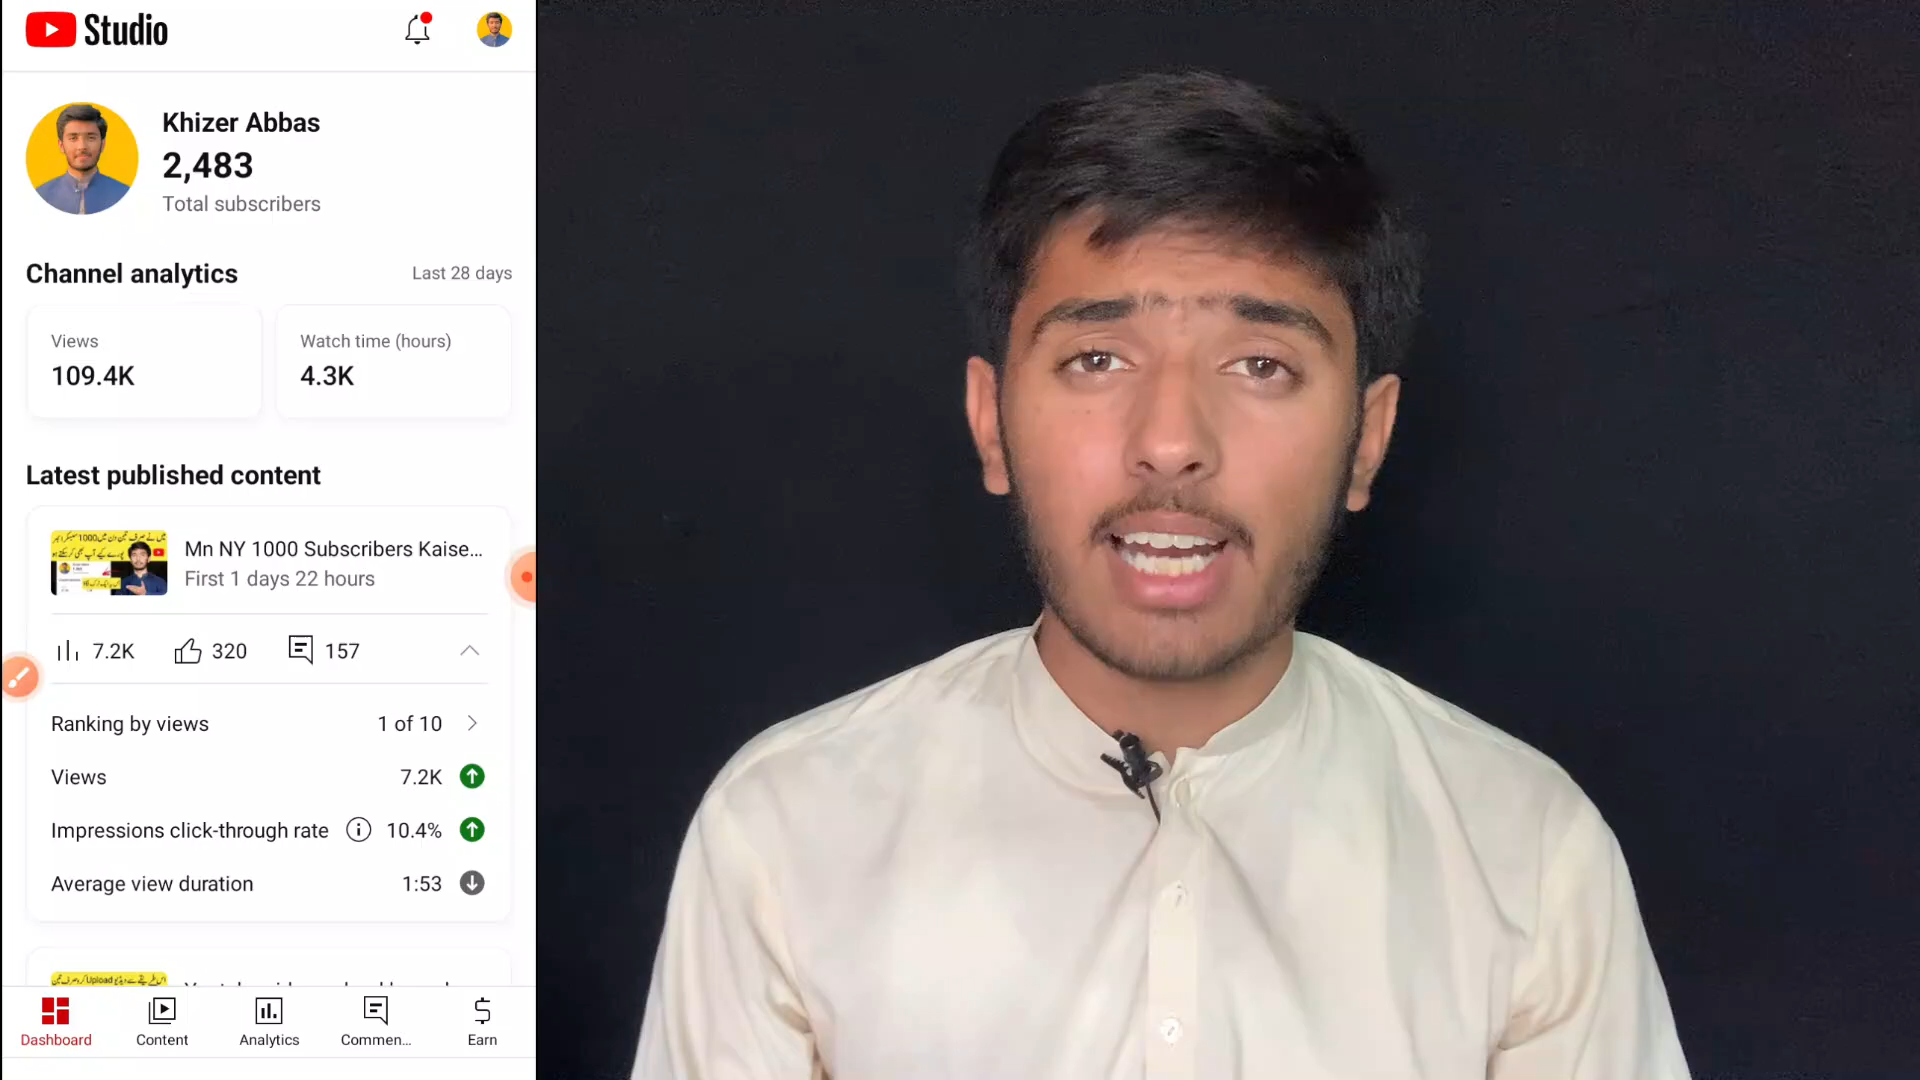 Studio
Khizer Abbas
2,483
Total subscribers
Channel analytics
Last 28 days
Views
109.4K
Watch time (hours)
4.3K
Latest published content
Mn NY 1000 Subscribers Kaise...
First 1 days 22 hours
7.2K
320
157
Ranking by views
1 of 10
Views
7.2K
Impressions click-through rate
10.4%
Average view duration
1:53
Dashboard
Content
Analytics
Commen...
Earn